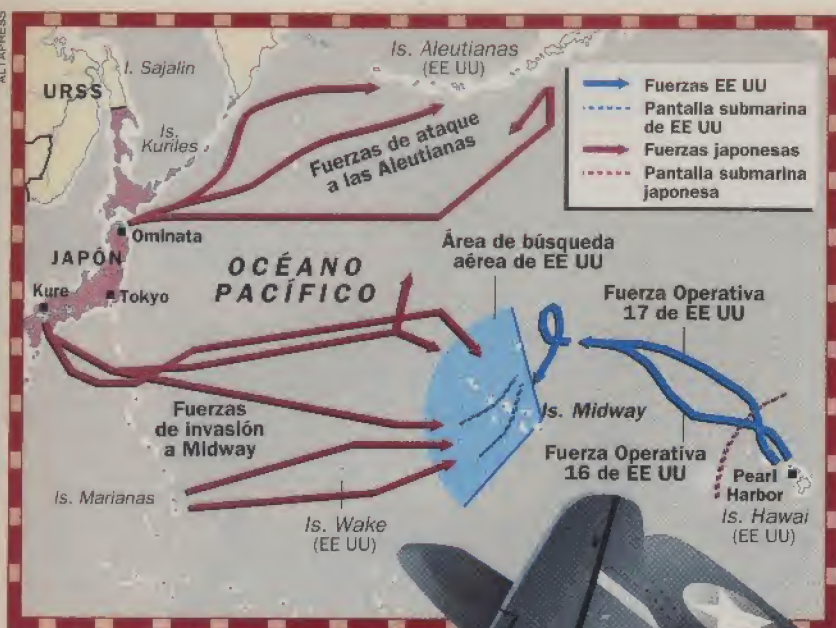 ALTAPRESS
URSS
I. Sajalin
Is.
Kuriles
Is. Aleutianas
(EE UU)
Fuerzas de ataque
a las Aleutianas
Fuerzas EE UU
Pantalla submarina
de EE UU
Fuerzas japonesas
Pantalla submarina
japonesa
Ominata
JAPÓN
Kure
Tokyo
OCÉANO
PACÍFICO
Área de búsqueda
aérea de EE UU
Fuerza Operativa
17 de EE UU
Fuerzas
de invasión
a Midway
Is. Midway
Fuerza Operativa
16 de EE UU
Pearl
Harbor
Is. Hawai
(EE UU)
Is. Marianas
Is. Wake
(EE UU)